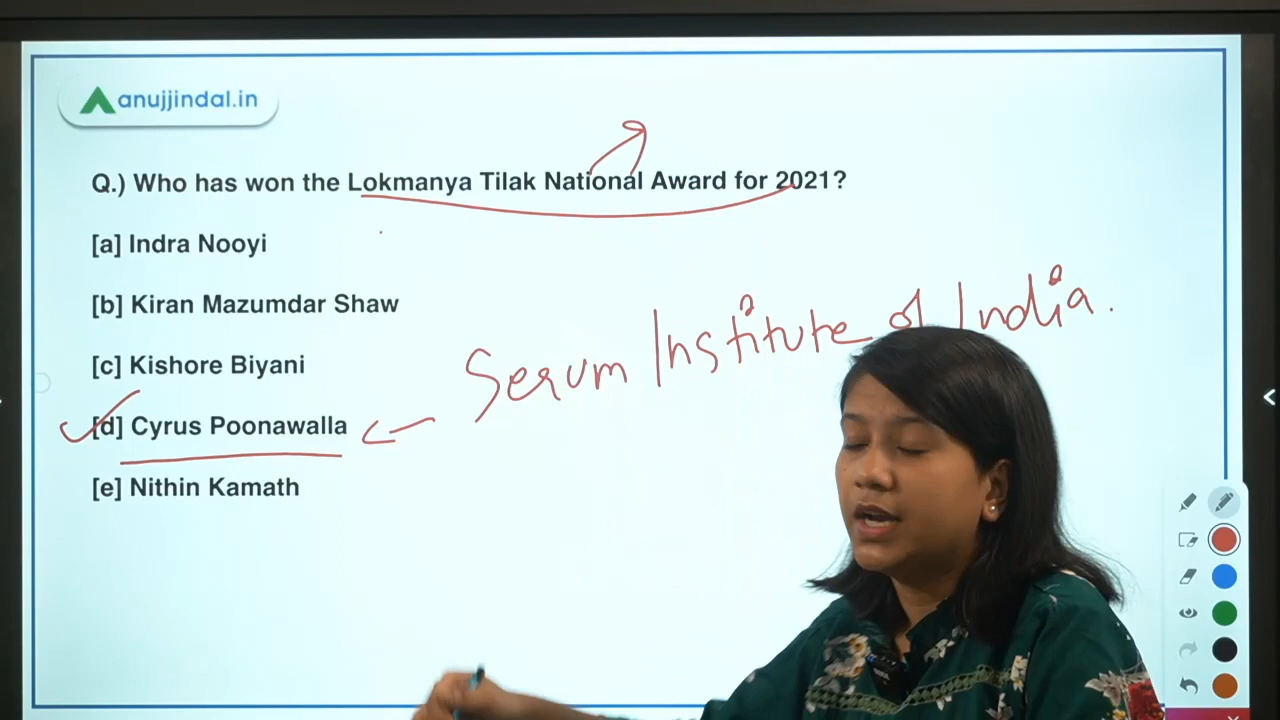 anujjindal.in
Q.) Who has won the Lokmanya Tilak National Award for 2021?
[a] Indra Nooyi
[b] Kiran Mazumdar Shaw
[c] Kishore Biyani
[d] Cyrus Poonawalla
Serum Institute of India.
[e] Nithin Kamath